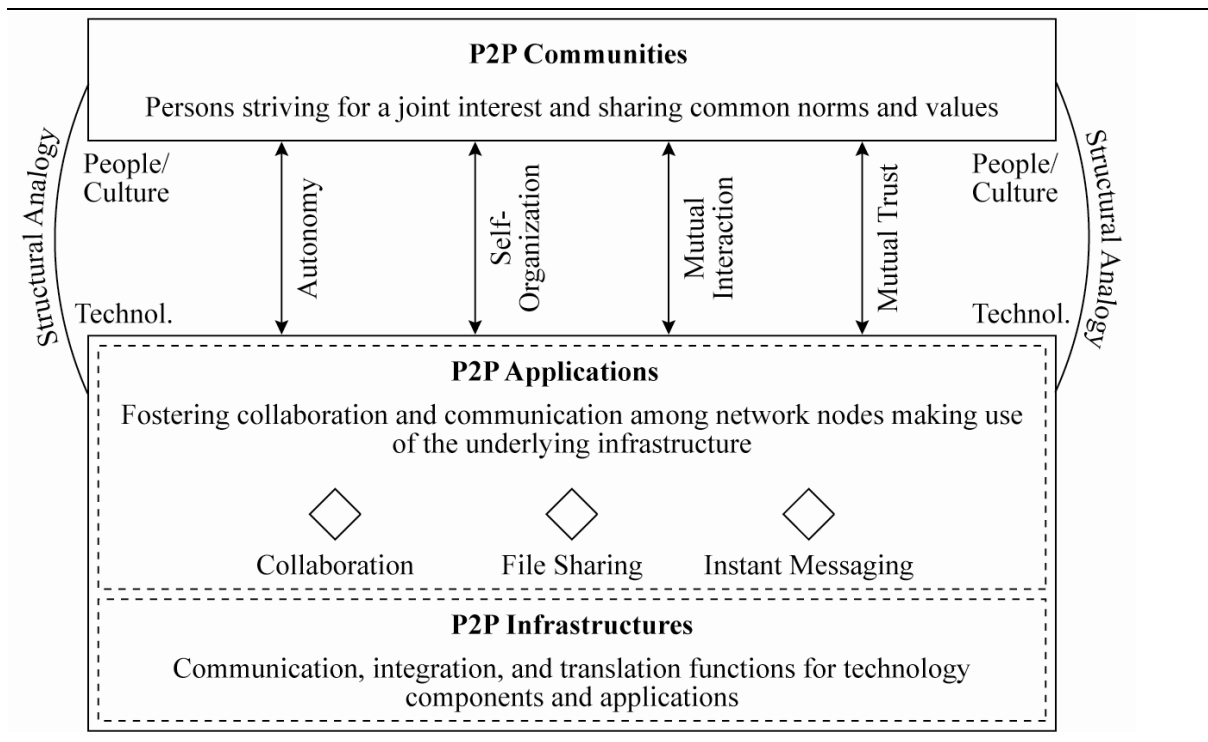 P2P Communities
Persons striving for a joint interest and sharing common norms and values
Structural Analogy
People/
Culture
Technol.
Autonomy
Self-
Organization
Mutual
Interaction
Mutual Trust
People/
Culture
Technol.
Structural Analogy
P2P Applications
Fostering collaboration and communication among network nodes making use
of the underlying infrastructure
Collaboration
File Sharing
Instant Messaging
P2P Infrastructures
Communication, integration, and translation functions for technology
components and applications